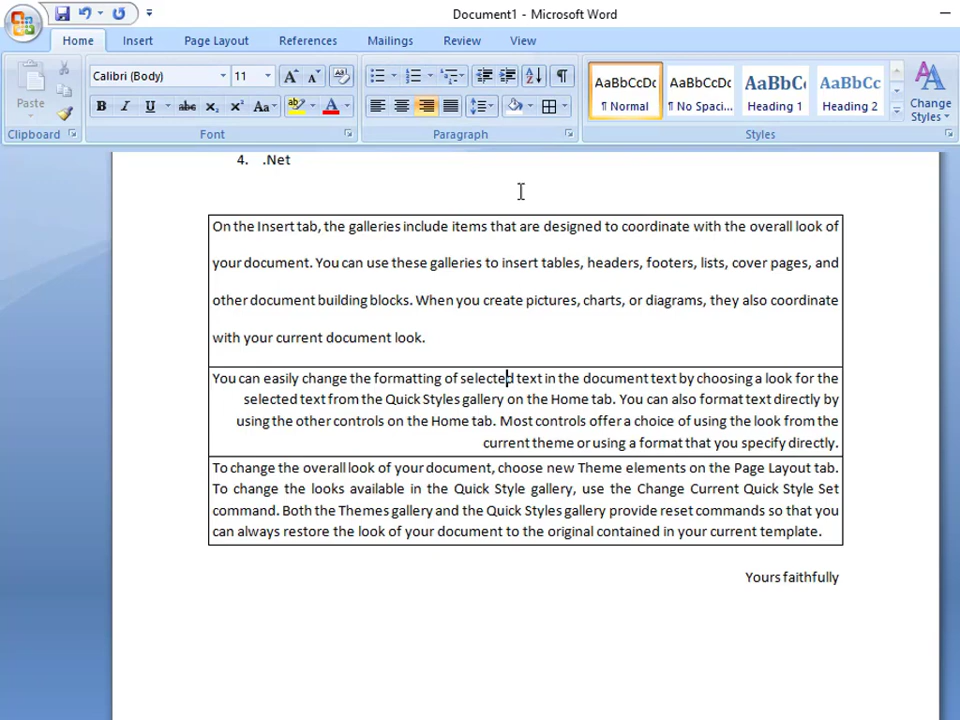 Document1 - Microsoft Word
Home Insert Page Layout References Mailings Review View
Paste
Calibri (Body) 11
AaBbCcDc AaBbCcDc AaBbCc AaBbCc
¶ Normal ¶ No Spaci... Heading 1 Heading 2
Change
Styles
Clipboard Font Paragraph Styles
4. .Net
On the Insert tab, the galleries include items that are designed to coordinate with the overall look of
your document. You can use these galleries to insert tables, headers, footers, lists, cover pages, and
other document building blocks. When you create pictures, charts, or diagrams, they also coordinate
with your current document look.
You can easily change the formatting of selected text in the document text by choosing a look for the
selected text from the Quick Styles gallery on the Home tab. You can also format text directly by
using the other controls on the Home tab. Most controls offer a choice of using the look from the
current theme or using a format that you specify directly.
To change the overall look of your document, choose new Theme elements on the Page Layout tab.
To change the looks available in the Quick Style gallery, use the Change Current Quick Style Set
command. Both the Themes gallery and the Quick Styles gallery provide reset commands so that you
can always restore the look of your document to the original contained in your current template.
Yours faithfully